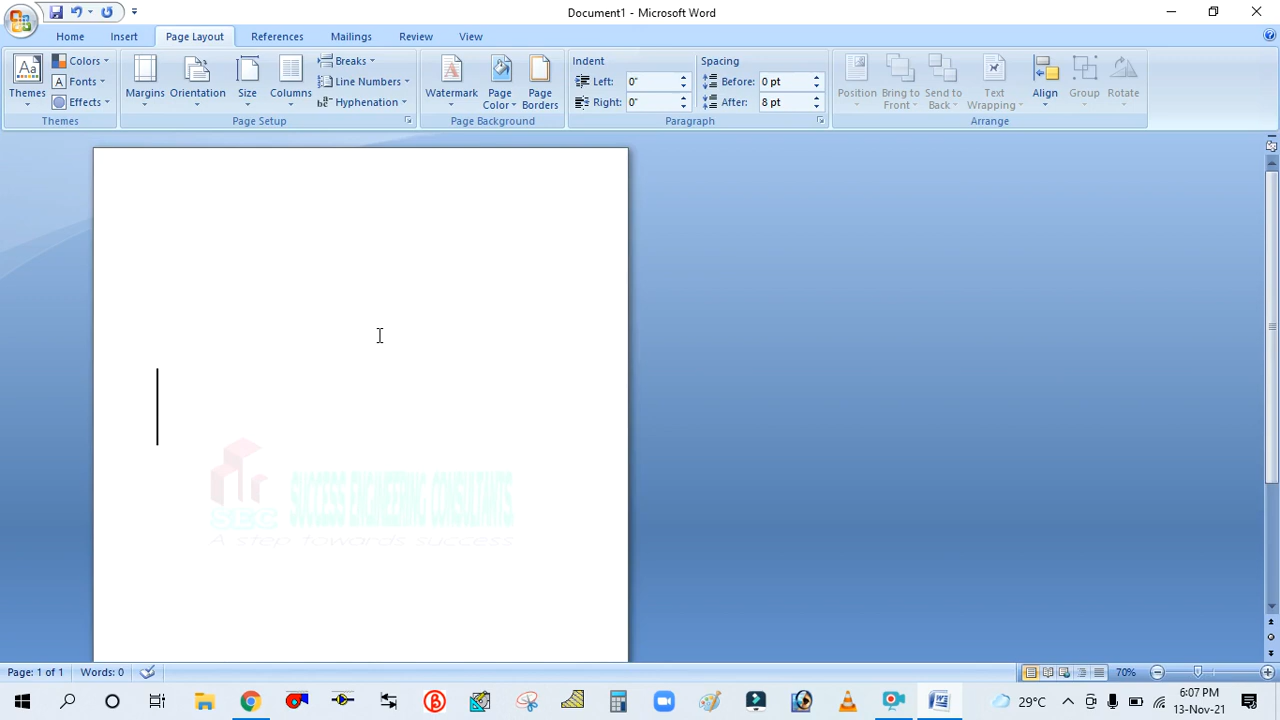 Document1 - Microsoft Word
Home Insert Page Layout References Mailings Review View
Themes Colors Fonts Effects
Themes
Margins Orientation Size Columns Breaks Line Numbers Hyphenation
Page Setup
Watermark Page Color Page Borders
Page Background
Indent
Left: 0"
Right: 0"
Spacing
Before: 0 pt
After: 8 pt
Paragraph
Position Bring to Front Send to Back Text Wrapping Align Group Rotate
Arrange
SEC SUCCESS ENGINEERING CONSULTANTS
A step towards success
Page: 1 of 1 Words: 0 70%
29°C 6:07 PM
13-Nov-21